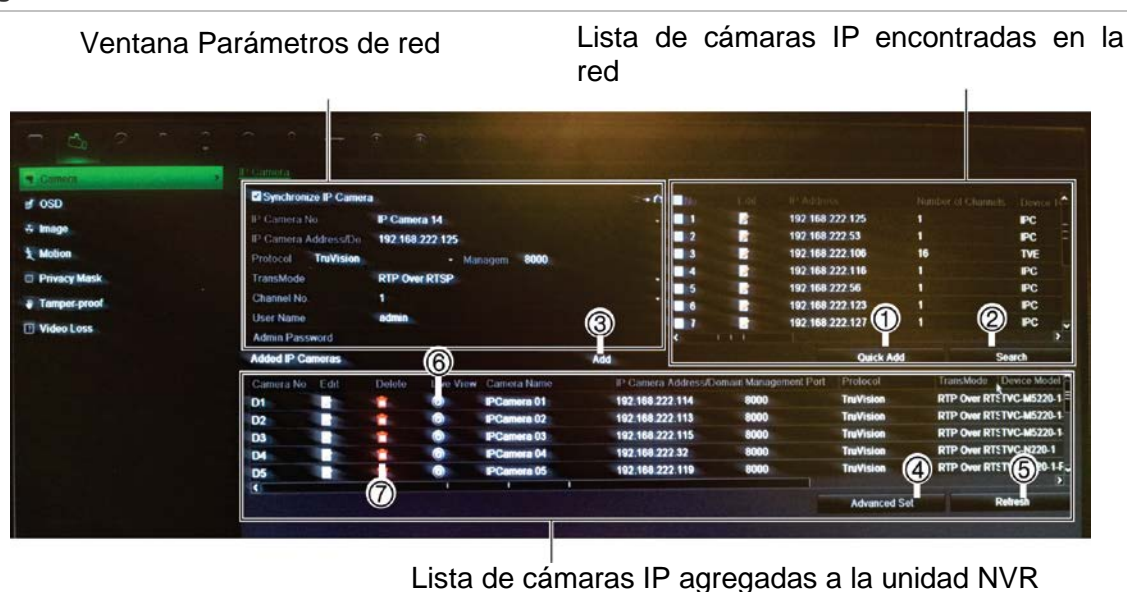 Ventana Parámetros de red
Lista de cámaras IP encontradas en la
red
Camera
OSD
Image
Motion
Privacy Mask
Tamper-proof
Video Loss
IP Camera
Synchronize IP Camera
IP Camera No. IP Camera 14
IP Camera Address/Do 192.168.222.125
Protocol TruVision Managem 8000
TransMode RTP Over RTSP
Channel No. 1
User Name admin
Admin Password
③
Added IP Cameras Add
No. Edit IP Address Number of Channels Device
1 192.168.222.125 1 IPC
2 192.168.222.53 1 IPC
3 192.168.222.106 16 TVE
4 192.168.222.116 1 IPC
5 192.168.222.56 1 IPC
6 192.168.222.123 1 IPC
7 192.168.222.127 1 IPC
① ②
Quick Add Search
⑥
Camera No Edit Delete Live View Camera Name IP Camera Address/Domain Management Port Protocol TransMode Device Model
D1 IPCamera 01 192.168.222.114 8000 TruVision RTP Over RTS TVC-M5220-1
D2 IPCamera 02 192.168.222.113 8000 TruVision RTP Over RTS TVC-M5220-1
D3 IPCamera 03 192.168.222.115 8000 TruVision RTP Over RTS TVC-M5220-1
D4 IPCamera 04 192.168.222.32 8000 TruVision RTP Over RTS TVC-N220-1
D5 IPCamera 05 192.168.222.119 8000 TruVision RTP Over RTS
⑦ ④ ⑤
Advanced Set Refresh
Lista de cámaras IP agregadas a la unidad NVR